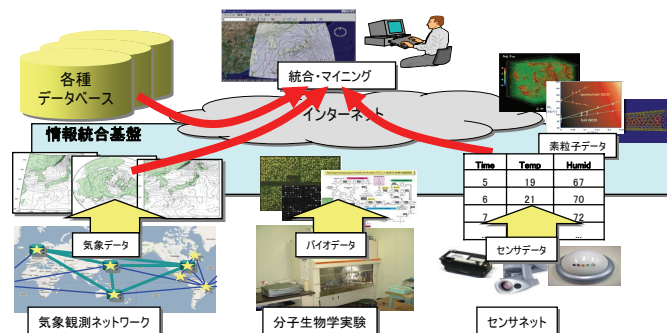 各種
データベース
統合・マイニング
インターネット
情報統合基盤
素粒子データ
Time Temp Humid
5 19 67
6 21 70
7 72
...
気象データ
バイオデータ
センサデータ
気象観測ネットワーク
分子生物学実験
センサネット